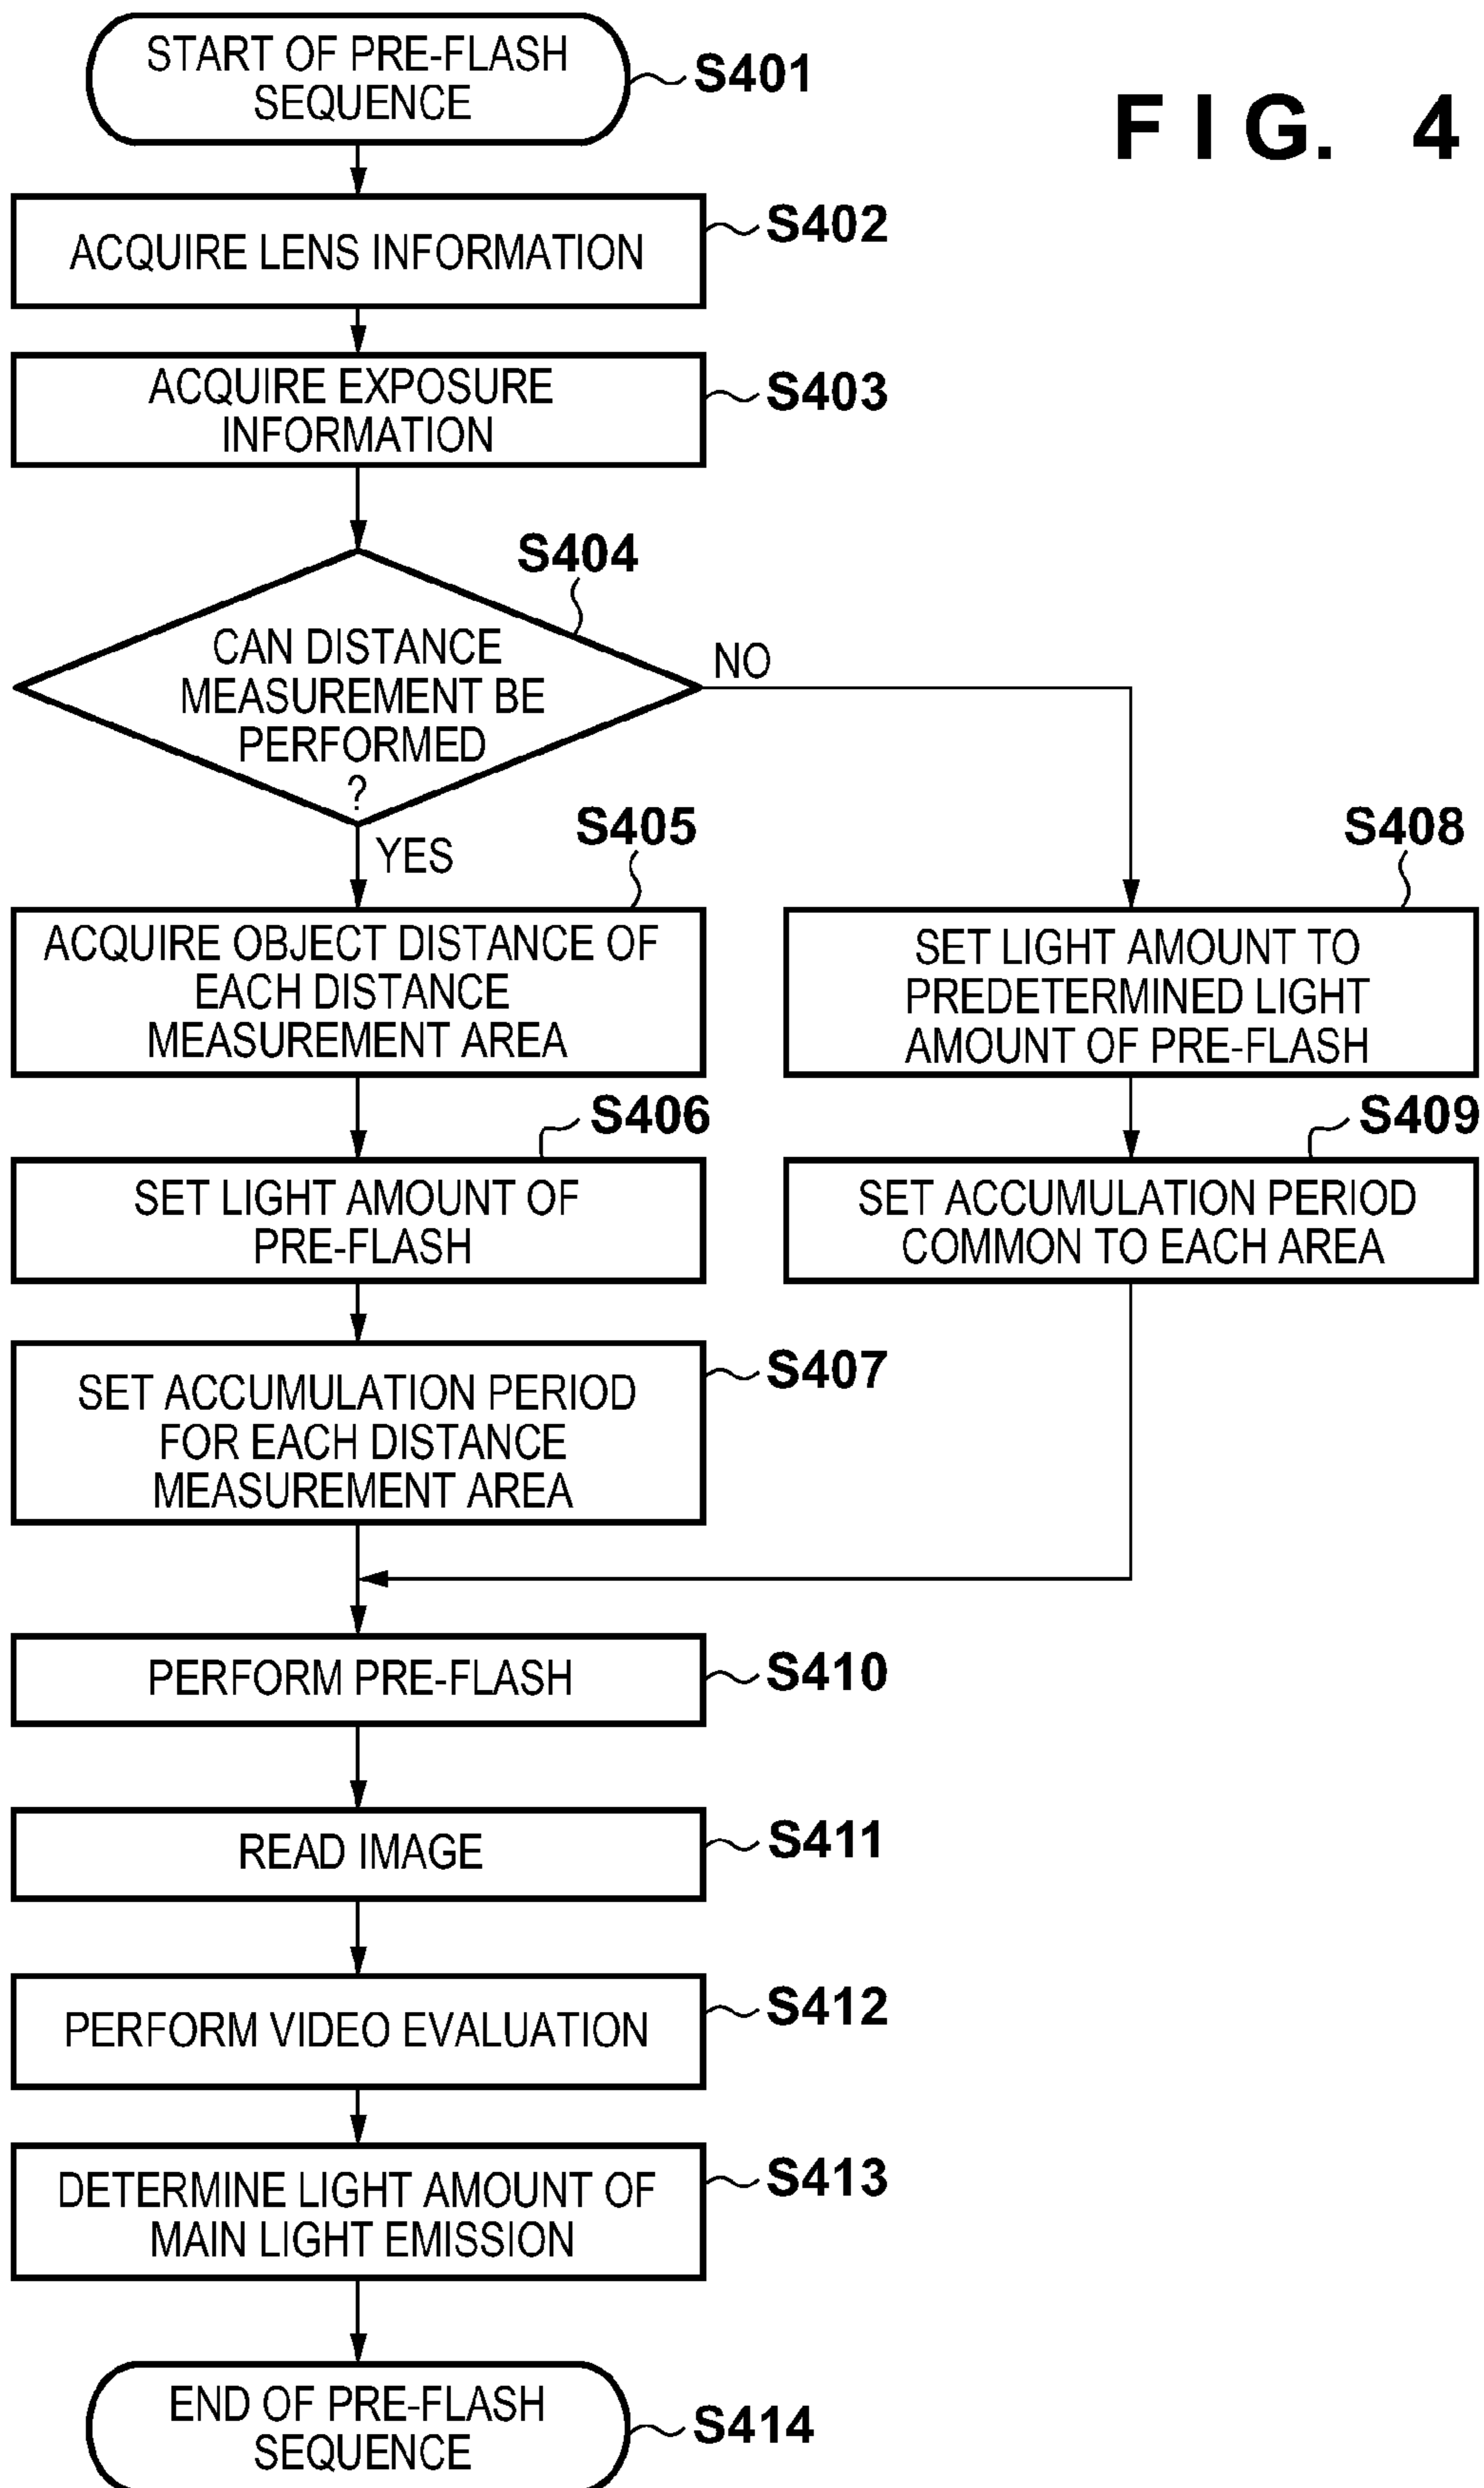 START OF PRE-FLASH
SEQUENCE
S401
F I G. 4
ACQUIRE LENS INFORMATION
S402
ACQUIRE EXPOSURE
INFORMATION
S403
S404
CAN DISTANCE
MEASUREMENT BE
PERFORMED
?
NO
YES
S405
ACQUIRE OBJECT DISTANCE OF
EACH DISTANCE
MEASUREMENT AREA
S408
SET LIGHT AMOUNT TO
PREDETERMINED LIGHT
AMOUNT OF PRE-FLASH
S406
SET LIGHT AMOUNT OF
PRE-FLASH
S409
SET ACCUMULATION PERIOD
COMMON TO EACH AREA
SET ACCUMULATION PERIOD
FOR EACH DISTANCE
MEASUREMENT AREA
S407
PERFORM PRE-FLASH
S410
READ IMAGE
S411
PERFORM VIDEO EVALUATION
S412
DETERMINE LIGHT AMOUNT OF
MAIN LIGHT EMISSION
S413
END OF PRE-FLASH
SEQUENCE
S414